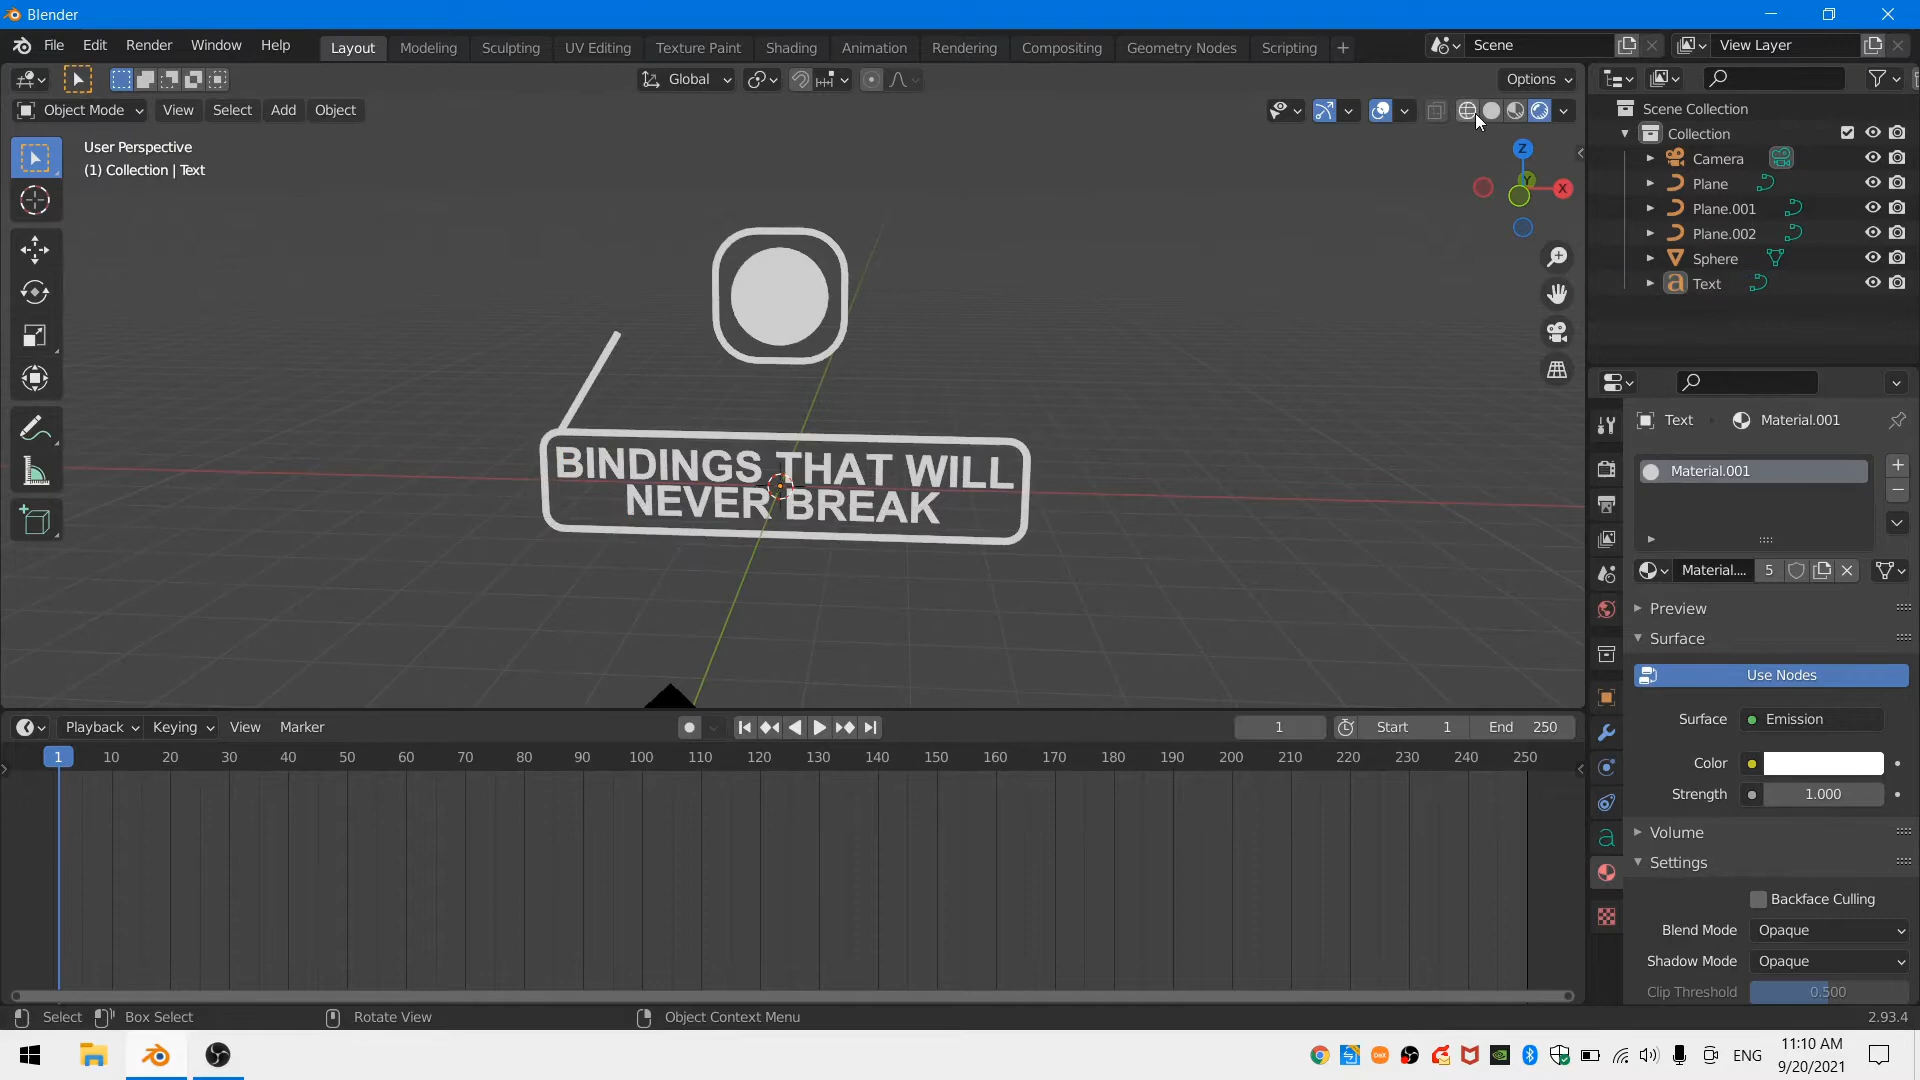 Blender
File Edit Render Window Help
Layout Modeling Sculpting UV Editing Texture Paint Shading Animation Rendering Compositing Geometry Nodes Scripting +
Scene
View Layer
Global
Options
Object Mode View Select Add Object
User Perspective
(1) Collection | Text
Z
Y
X
BINDINGS THAT WILL
NEVER BREAK
Scene Collection
Collection
Camera
Plane
Plane.001
Plane.002
Sphere
Text
Text Material.001
Material.001
Material.... 5
Preview
Surface
Use Nodes
Surface Emission
Color
Strength 1.000
Volume
Settings
Backface Culling
Blend Mode Opaque
Shadow Mode Opaque
Clip Threshold 0.500
Playback Keying View Marker
1 Start 1 End 250
1 10 20 30 40 50 60 70 80 90 100 110 120 130 140 150 160 170 180 190 200 210 220 230 240 250
Select Box Select Rotate View Object Context Menu 2.93.4
ENG
11:10 AM
9/20/2021